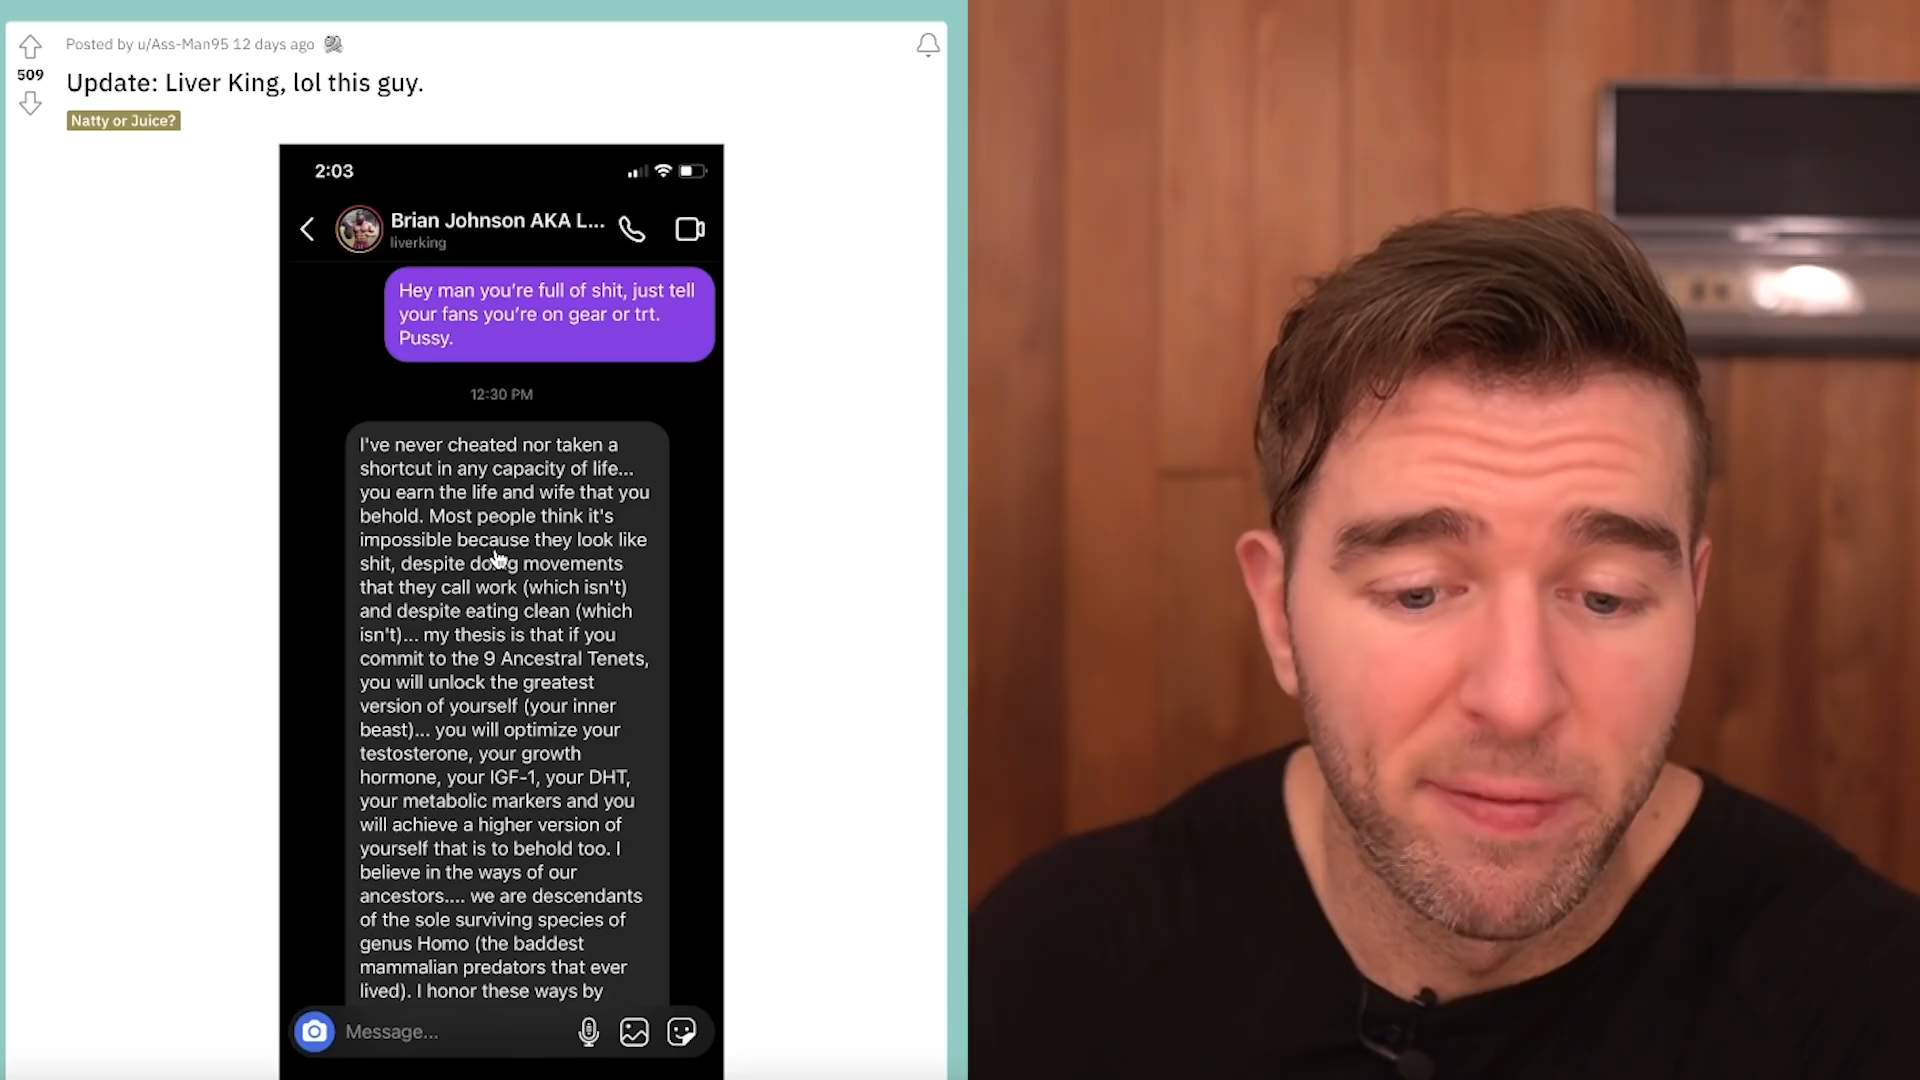 Posted by u/Ass-Man95 12 days ago
509
Update: Liver King, lol this guy.
Natty or Juice?
2:03
Brian Johnson AKA L...
liverking
Hey man you're full of shit, just tell
your fans you're on gear or trt.
Pussy.
12:30 PM
I've never cheated nor taken a
shortcut in any capacity of life...
you earn the life and wife that you
behold. Most people think it's
impossible because they look like
shit, despite doing movements
that they call work (which isn't)
and despite eating clean (which
isn't)... my thesis is that if you
commit to the 9 Ancestral Tenets,
you will unlock the greatest
version of yourself (your inner
beast)... you will optimize your
testosterone, your growth
hormone, your IGF-1, your DHT,
your metabolic markers and you
will achieve a higher version of
yourself that is to behold too. I
believe in the ways of our
ancestors.... we are descendants
of the sole surviving species of
genus Homo (the baddest
mammalian predators that ever
lived). I honor these ways by
Message...